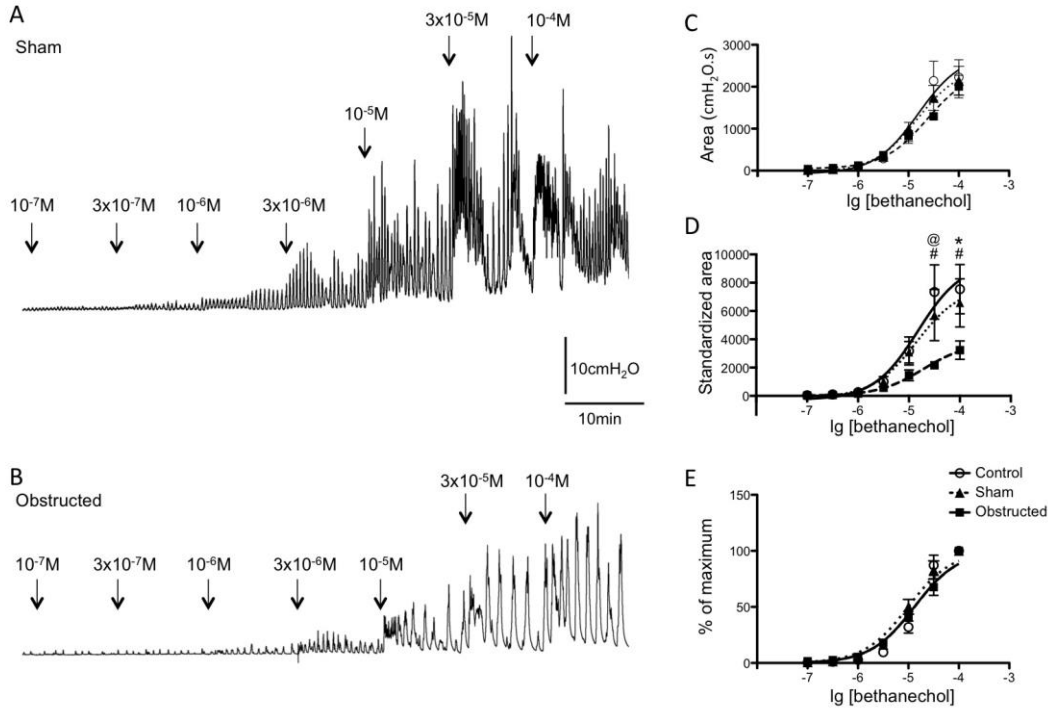 A
Sham
10⁻⁷M
3x10⁻⁷M
10⁻⁶M
3x10⁻⁶M
10⁻⁵M
3x10⁻⁵M
10⁻⁴M
10cmH₂O
10min
B
Obstructed
10⁻⁷M
3x10⁻⁷M
10⁻⁶M
3x10⁻⁶M
10⁻⁵M
3x10⁻⁵M
10⁻⁴M
C
Area (cmH₂O.s)
3000
2000
1000
0
-7 -6 -5 -4 -3
lg [bethanechol]
D
Standardized area
@ *
# #
10000
8000
6000
4000
2000
0
-7 -6 -5 -4 -3
lg [bethanechol]
E
Control
Sham
Obstructed
% of maximum
150
100
50
0
-7 -6 -5 -4 -3
lg [bethanechol]